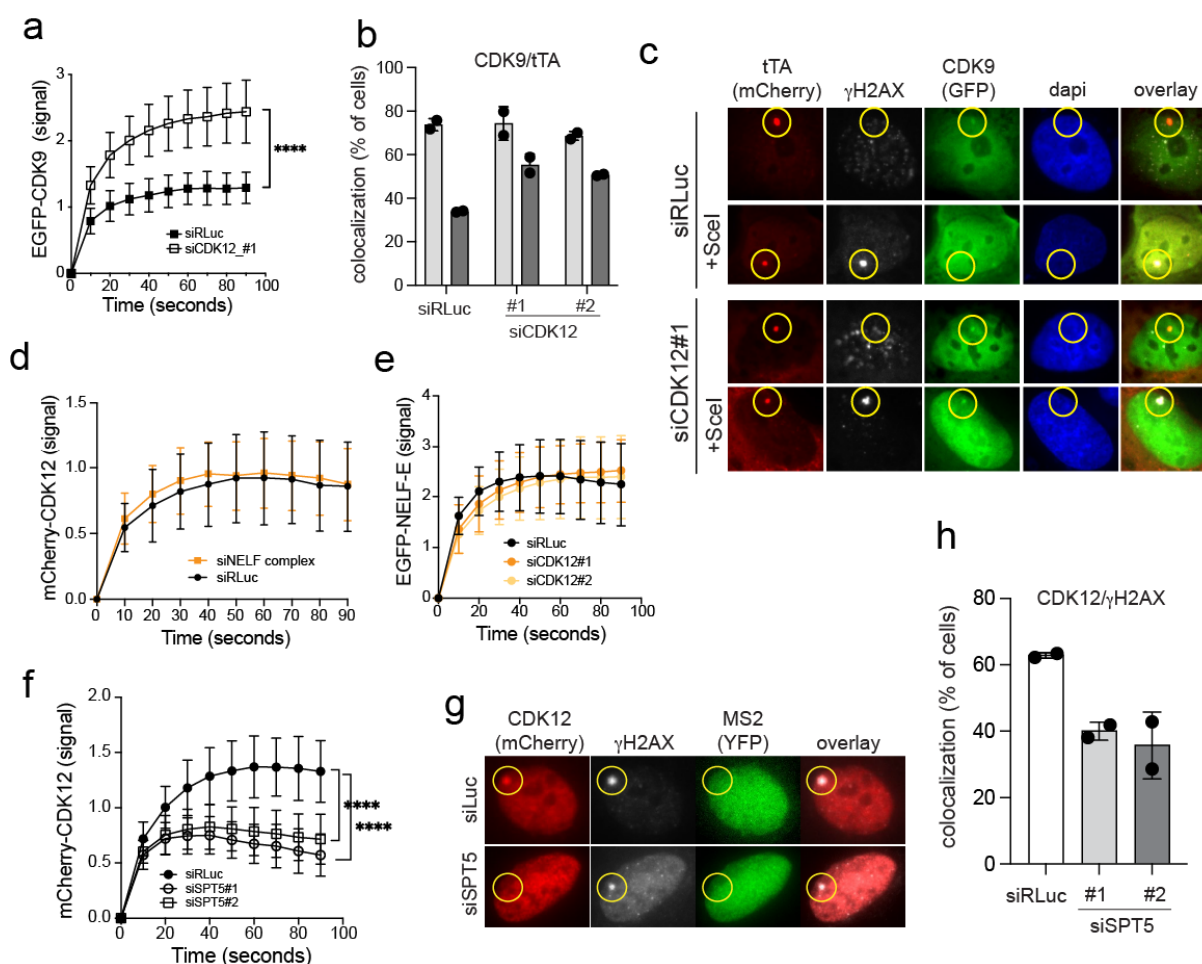 a
EGFP-CDK9 (signal)
3
2
1
0
0 20 40 60 80 100
Time (seconds)
siRLuc
siCDK12_#1
****
b
CDK9/tTA
colocalization (% of cells)
100
80
60
40
20
0
siRLuc
#1 #2
siCDK12
c
tTA (mCherry)
γH2AX
CDK9 (GFP)
dapi
overlay
siRLuc
+SceI
siCDK12#1
+SceI
d
mCherry-CDK12 (signal)
1.5
1.0
0.5
0.0
0 10 20 30 40 50 60 70 80 90
Time (seconds)
siNELF complex
siRLuc
e
EGFP-NELF-E (signal)
4
3
2
1
0
0 20 40 60 80 100
Time (seconds)
siRLuc
siCDK12#1
siCDK12#2
f
mCherry-CDK12 (signal)
2.0
1.5
1.0
0.5
0.0
0 20 40 60 80 100
Time (seconds)
siRLuc
siSPT5#1
siSPT5#2
****
****
g
CDK12 (mCherry)
γH2AX
MS2 (YFP)
overlay
siLuc
siSPT5
h
CDK12/γH2AX
colocalization (% of cells)
80
60
40
20
0
siRLuc
#1 #2
siSPT5